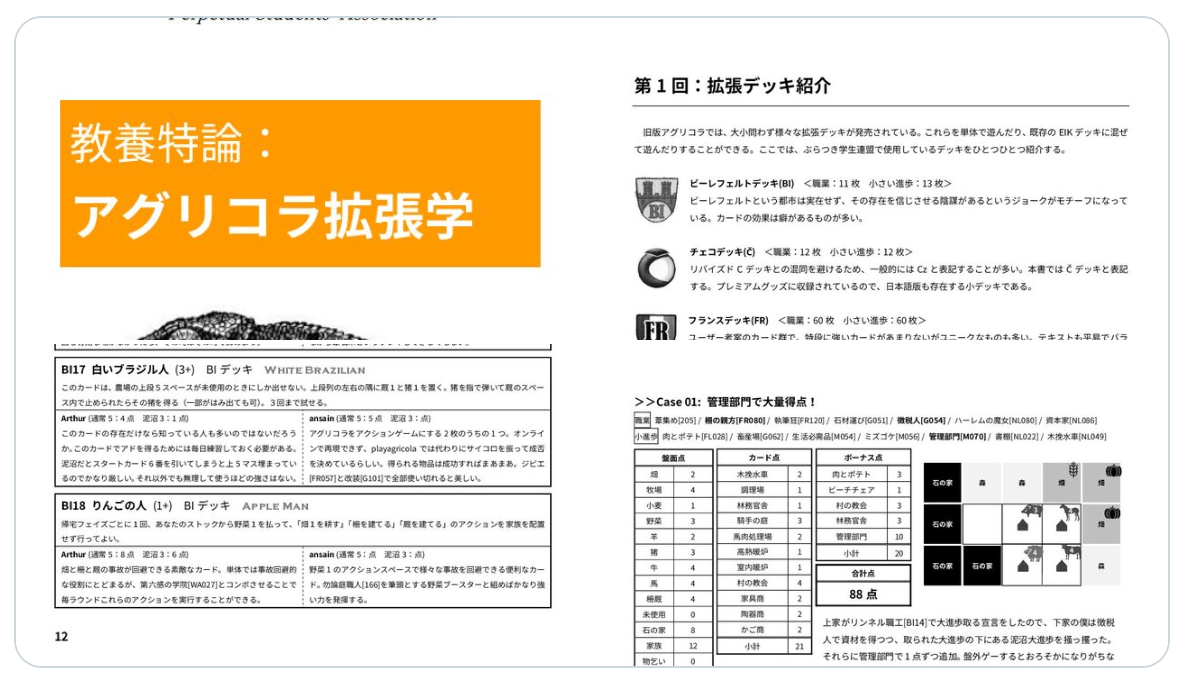 Perpetual Students' Association
教養特論：
アグリコラ拡張学
第 1 回：拡張デッキ紹介
旧版アグリコラでは、大小問わず様々な拡張デッキが発売されている。これらを単体で遊んだり、既存の EIK デッキに混ぜ
て遊んだりすることができる。ここでは、ぶらつき学生連盟で使用しているデッキをひとつひとつ紹介する。
BI
ビーレフェルトデッキ(BI) ＜職業：11 枚 小さい進歩：13 枚＞
ビーレフェルトという都市は実在せず、その存在を信じさせる陰謀があるというジョークがモチーフになって
いる。カードの効果は癖があるものが多い。
チェコデッキ(Č) ＜職業：12 枚 小さい進歩：12 枚＞
リバイズド C デッキとの混同を避けるため、一般的には Cz と表記することが多い。本書では Č デッキと表記
する。プレミアムグッズに収録されているので、日本語版も存在する小デッキである。
FR
フランスデッキ(FR) ＜職業：60 枚 小さい進歩：60 枚＞
ユーザー考案のカード群で、特段に強いカードがあまりないがユニークなものも多い。テキストも平易でバラ
BI17 白いブラジル人 (3+) BI デッキ WHITE BRAZILIAN
このカードは、農場の上段 5 スペースが未使用のときにしか出せない。上段列の左右の隅に厩 1 と猪 1 を置く。猪を指で弾いて厩のスペー
ス内で止められたらその猪を得る（一部がはみ出ても可）。3 回まで試せる。
Arthur (通常 5：4 点 泥沼 3：1 点)
このカードの存在だけなら知っている人も多いのではないだろう
か。このカードでアドを得るためには毎日練習しておく必要がある。
泥沼だとスタートカード 6 番を引いてしまうと上 5 マス埋まってい
るのでかなり厳しい。それ以外でも無理して使うほどの強さはない。
ansain (通常 5：5 点 泥沼 3：点)
アグリコラをアクションゲームにする 2 枚のうちの 1 つ。オンライ
ンで再現できず、playagricola では代わりにサイコロを振って成否
を決めているらしい。得られる物品は成功すればまあまあ。ジビエ
[FR057]と改装[G101]で全部使い切れると美しい。
BI18 りんごの人 (1+) BI デッキ APPLE MAN
帰宅フェイズごとに 1 回、あなたのストックから野菜 1 を払って、「畑 1 を耕す」「柵を建てる」「厩を建てる」のアクションを家族を配置
せず行ってよい。
Arthur (通常 5：8 点 泥沼 3：6 点)
畑と柵と厩の事故が回避できる素敵なカード。単体では事故回避的
な役割にとどまるが、第六感の学院[WA027]とコンボさせることで
毎ラウンドこれらのアクションを実行することができる。
ansain (通常 5：点 泥沼 3：点)
野菜 1 のアクションスペースで様々な事故を回避できる便利なカー
ド。勿論庭職人[166]を筆頭とする野菜ブースターと組めばかなり強
い力を発揮する。
12
>>Case 01: 管理部門で大量得点！
職業 葦集め[205] / 柵の親方[FR080] / 執筆狂[FR120] / 石材運び[G051] / 徴税人[G054] / ハーレムの魔女[NL080] / 資本家[NL086]
小進歩 肉とポテト[FL028] / 畜産場[G062] / 生活必需品[M054] / ミズゴケ[M056] / 管理部門[M070] / 書棚[NL022] / 木挽水車[NL049]
盤面点
畑 2
牧場 4
小麦 1
野菜 3
羊 2
猪 3
牛 4
馬 4
柵厩 4
未使用 0
石の家 8
家族 12
物乞い 0
カード点
木挽水車 2
調理場 1
林務官舎 1
騎手の庭 3
馬肉処理場 2
高熱暖炉 1
室内暖炉 1
村の教会 4
家具商 2
陶器商 2
かご商 2
小計 21
ボーナス点
肉とポテト 3
ビーチチェア 1
村の教会 3
林務官舎 3
管理部門 10
小計 20
合計点
88 点
石の家 森 森 畑 畑
石の家 畑
石の家 石の家 森
上家がリンネル職工[BI14]で大進歩取る宣言をしたので、下家の僕は徴税
人で資材を得つつ、取られた大進歩の下にある泥沼大進歩を掻っ攫った。
それらに管理部門で 1 点ずつ追加。盤外ゲーするとおろそかになりがちな